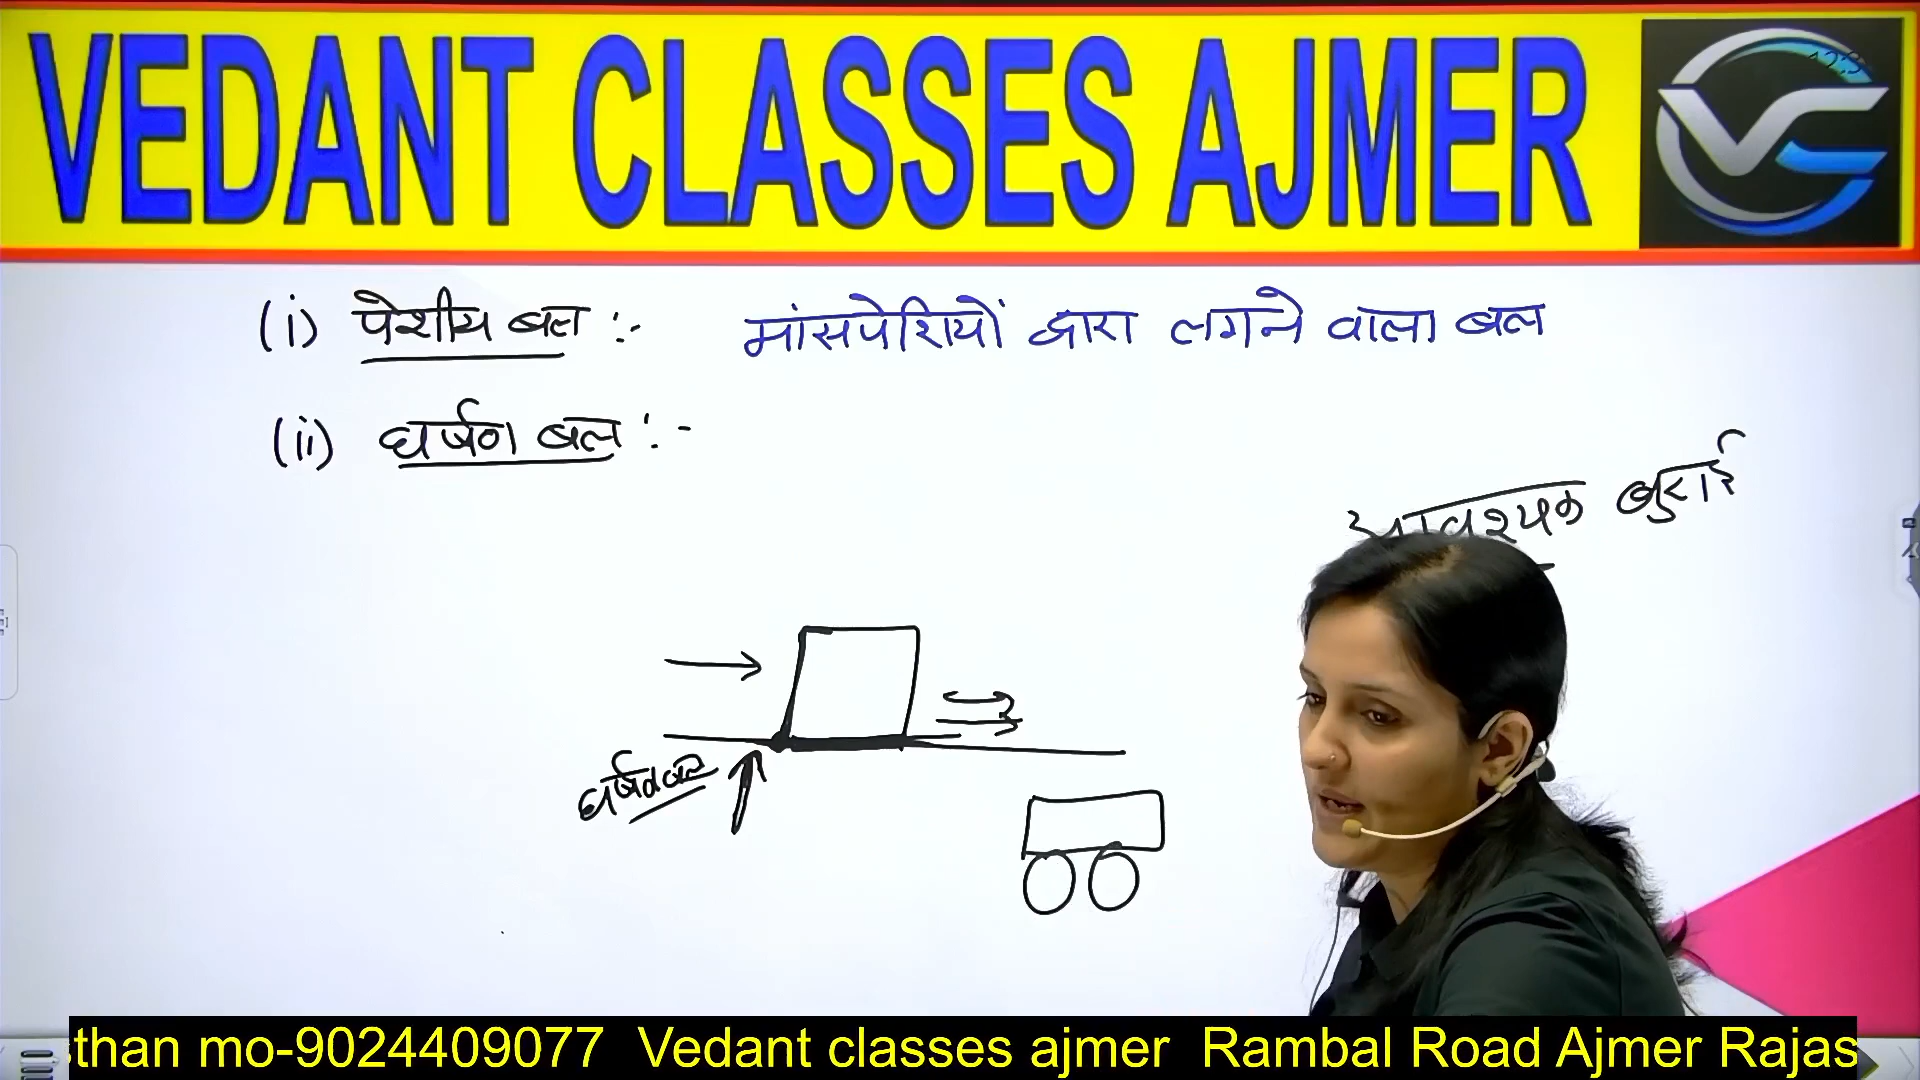 VEDANT CLASSES AJMER
(i) पेशीय बल :- मांसपेशियों द्वारा लगने वाला बल
(ii) घर्षण बल :-
आवश्यक बुराई
घर्षण बल
sthan mo-9024409077 Vedant classes ajmer Rambal Road Ajmer Rajas